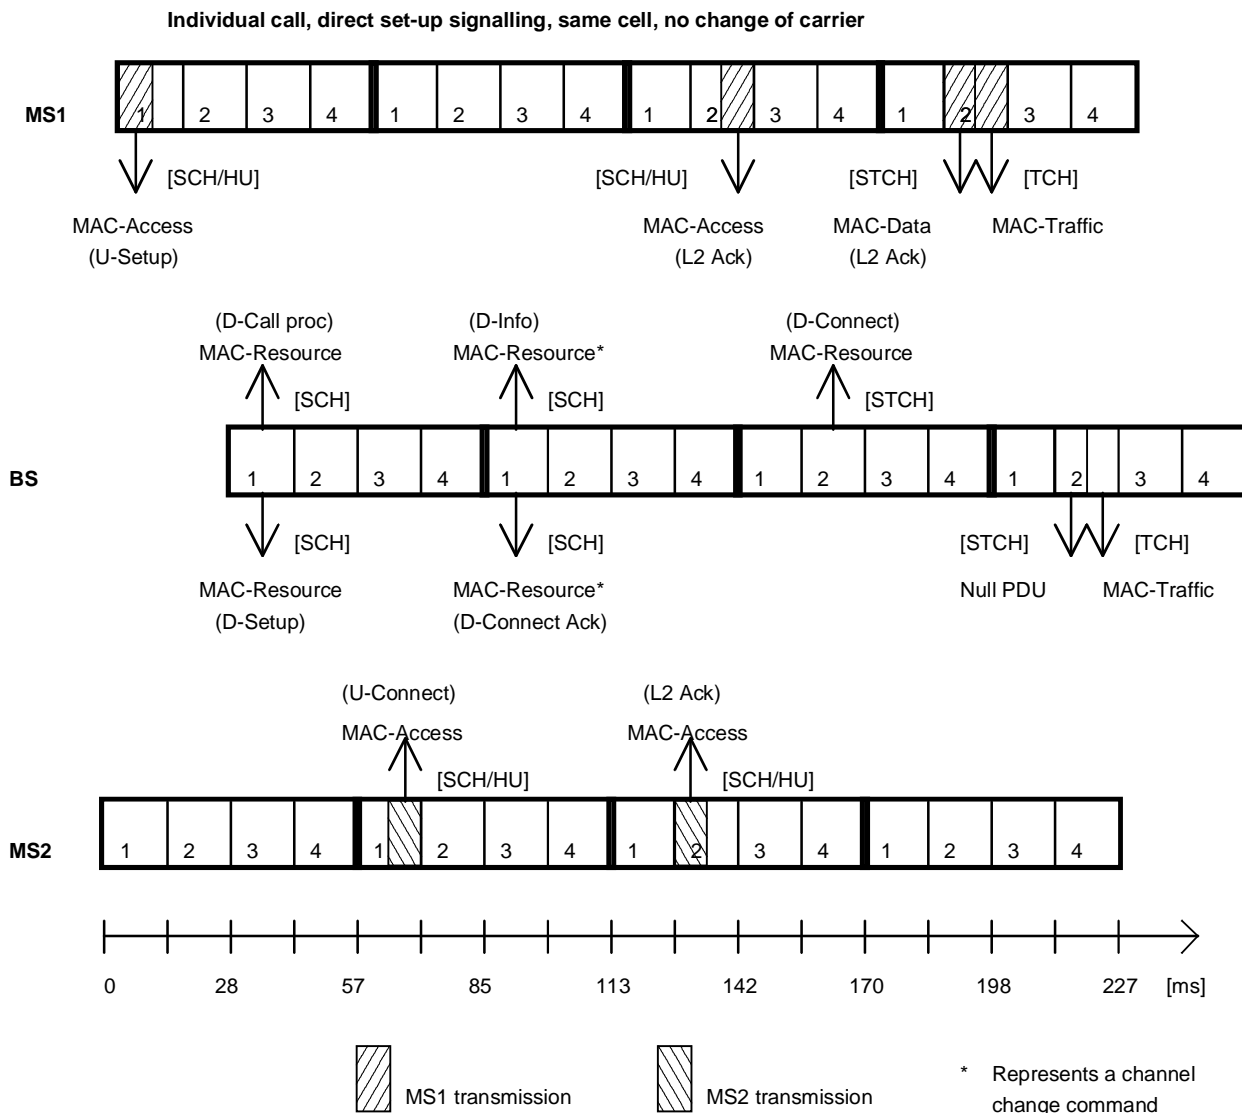 Individual call, direct set-up signalling, same cell, no change of carrier
MS1
1 2 3 4 1 2 3 4 1 2 3 4 1 2 3 4
[SCH/HU] [SCH/HU] [STCH] [TCH]
MAC-Access MAC-Access MAC-Data MAC-Traffic
(U-Setup) (L2 Ack) (L2 Ack)
(D-Call proc) (D-Info) (D-Connect)
MAC-Resource MAC-Resource* MAC-Resource
[SCH] [SCH] [STCH]
BS
1 2 3 4 1 2 3 4 1 2 3 4 1 2 3 4
[SCH] [SCH] [STCH] [TCH]
MAC-Resource MAC-Resource* Null PDU MAC-Traffic
(D-Setup) (D-Connect Ack)
(U-Connect) (L2 Ack)
MAC-Access MAC-Access
[SCH/HU] [SCH/HU]
MS2
1 2 3 4 1 2 3 4 1 2 3 4 1 2 3 4
0 28 57 85 113 142 170 198 227 [ms]
MS1 transmission MS2 transmission * Represents a channel
change command